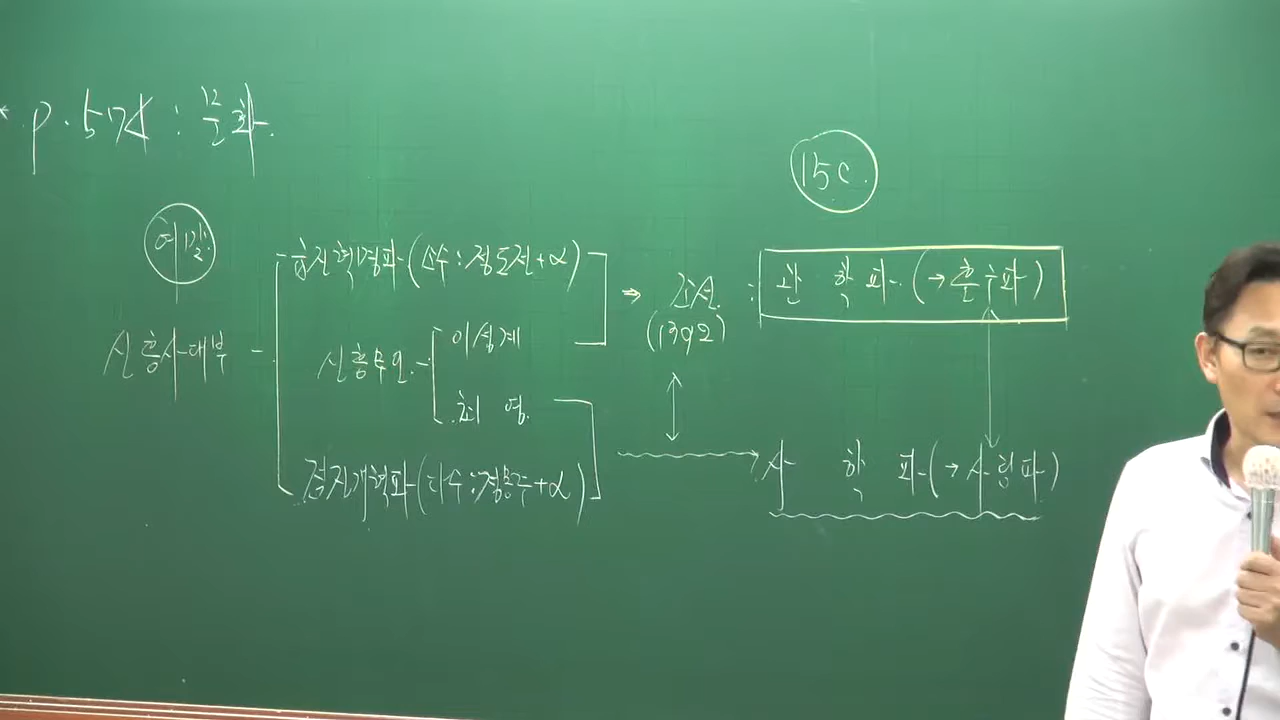 * p. 574 : 문화.
15C.
여말
급진혁명파 (소수 : 정도전 + α)
⇒ 조선 (1392) : 관 학 파 (→ 훈구파)
신흥사대부 - 신흥무인 - 이성계
최 영
온건개혁파 (다수 : 정몽주 + α)
사 학 파 (→ 사림파)